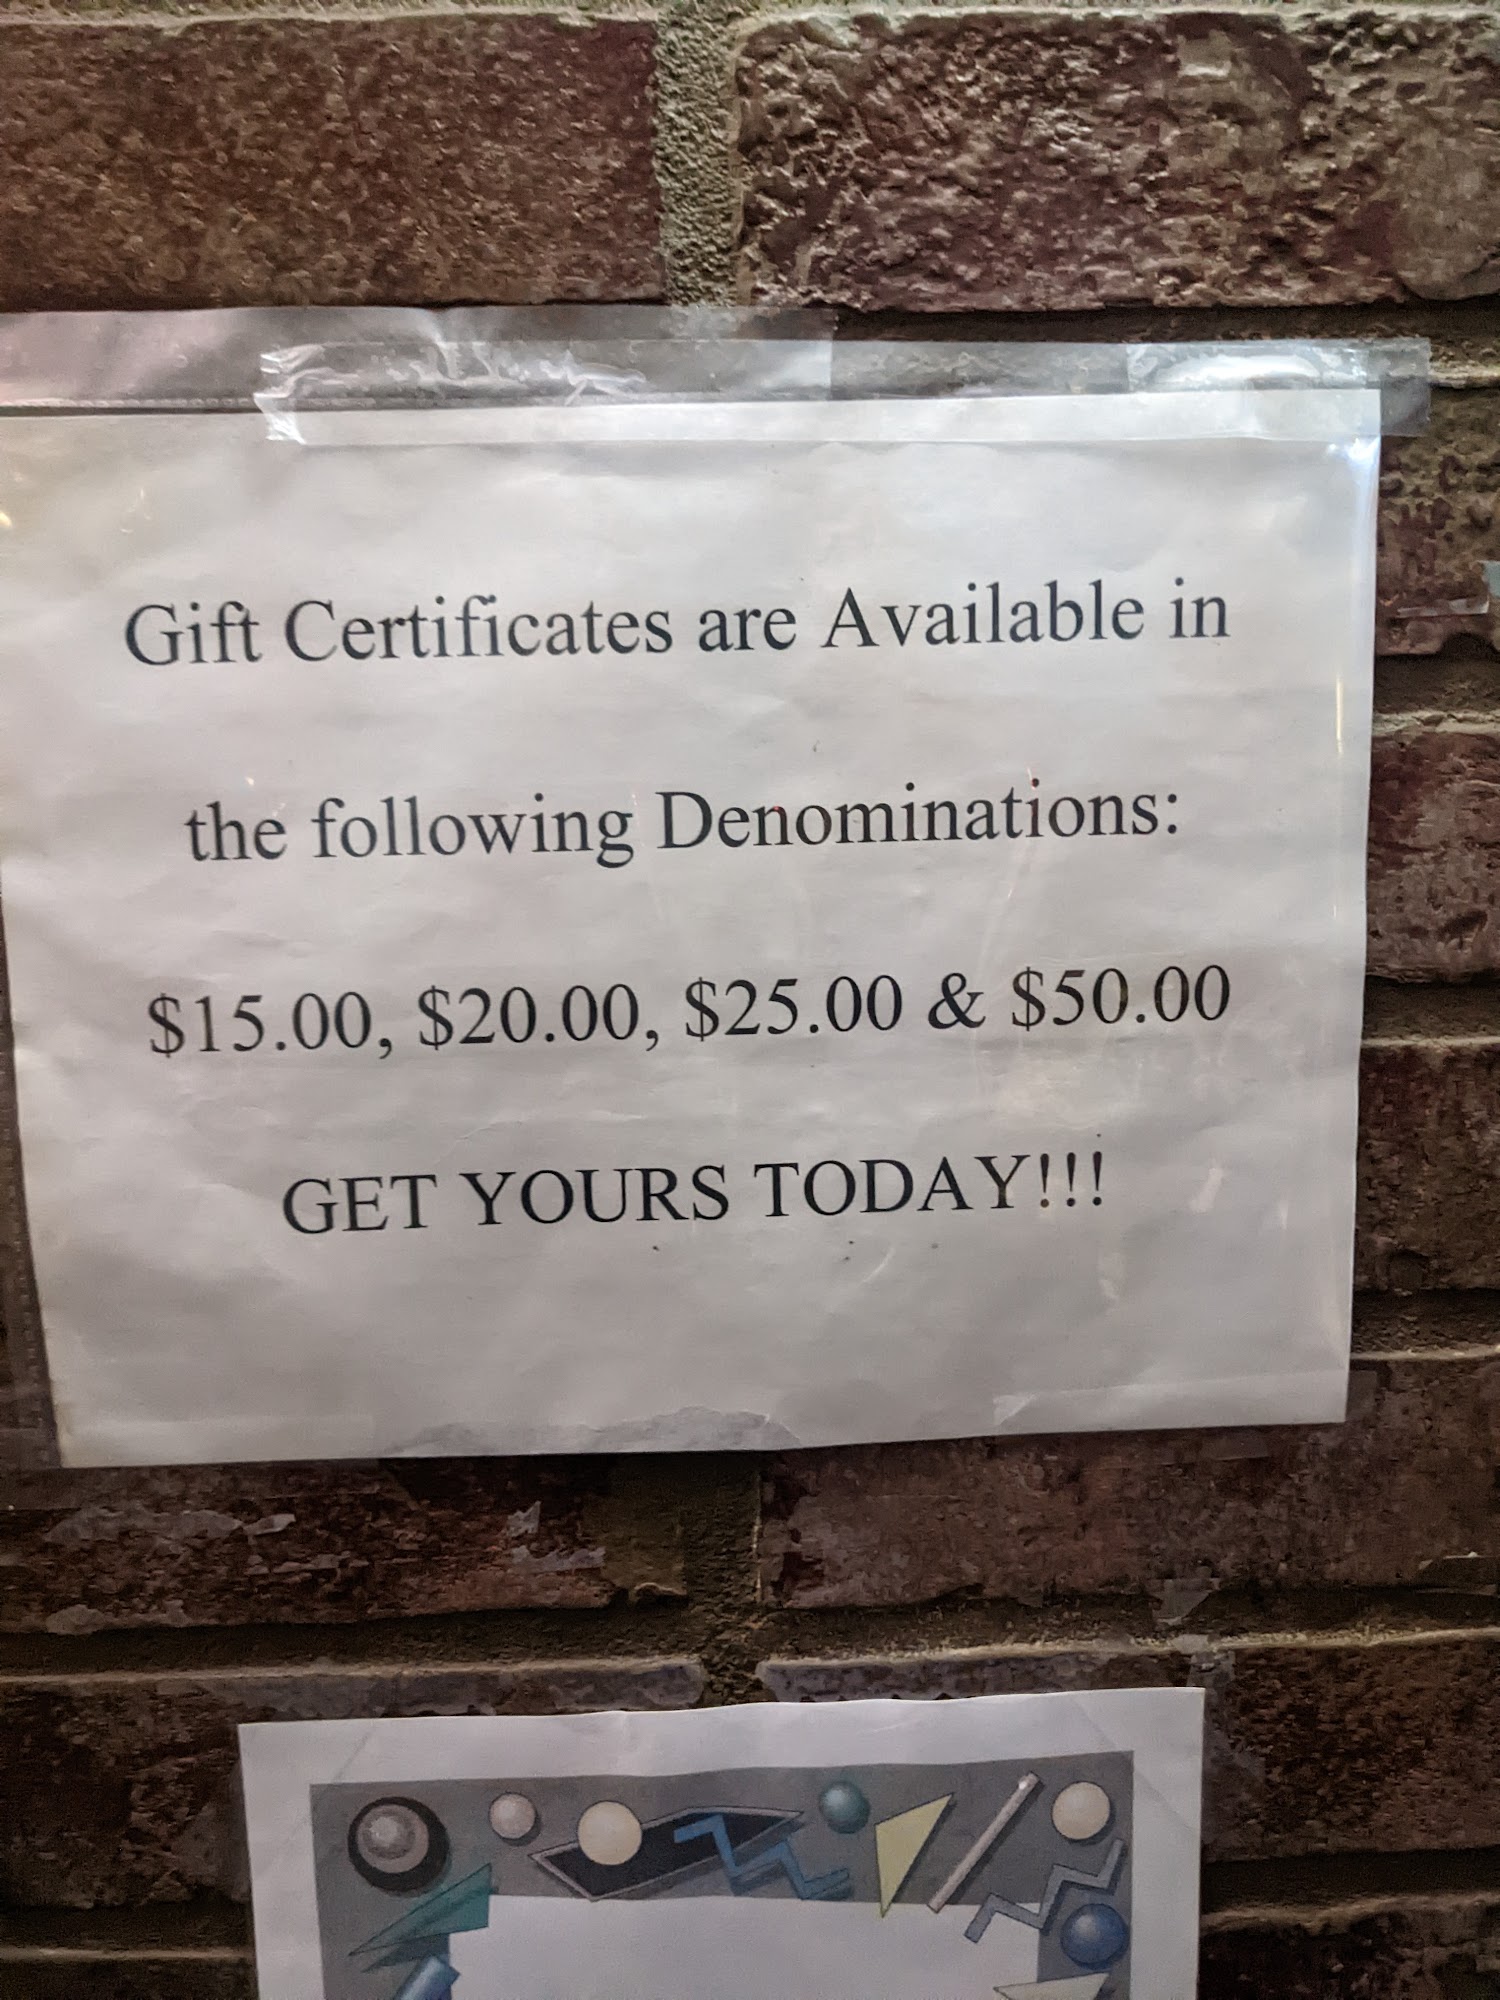 Gift Certificates are Available in
the following Denominations:
$15.00, $20.00, $25.00 & $50.00
GET YOURS TODAY!!!